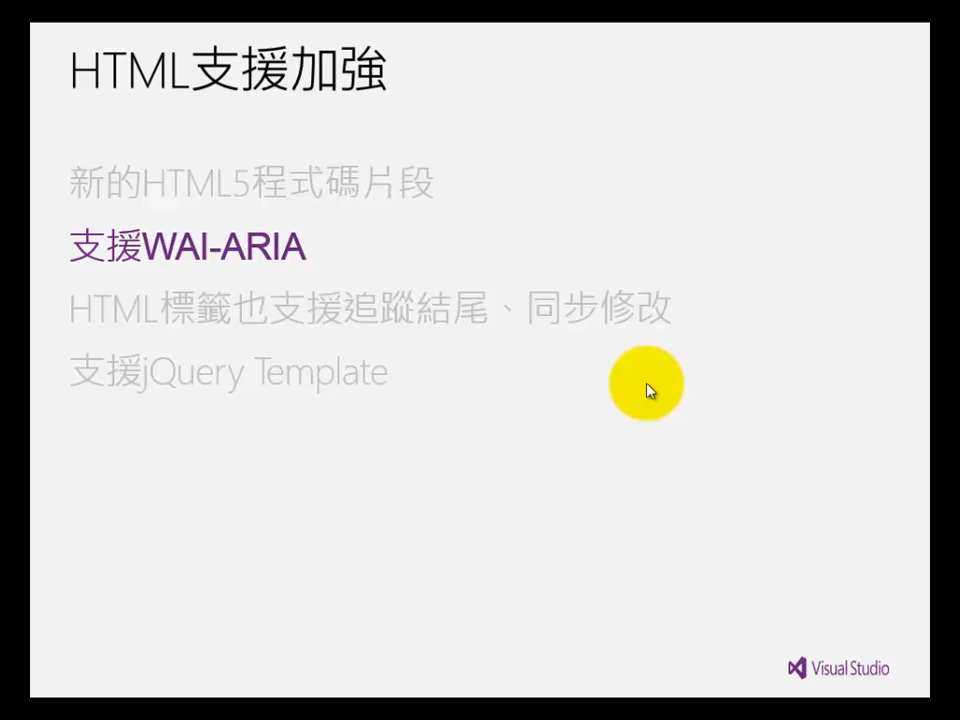 HTML支援加強
新的HTML5程式碼片段
支援WAI-ARIA
HTML標籤也支援追蹤結尾、同步修改
支援jQuery Template
Visual Studio